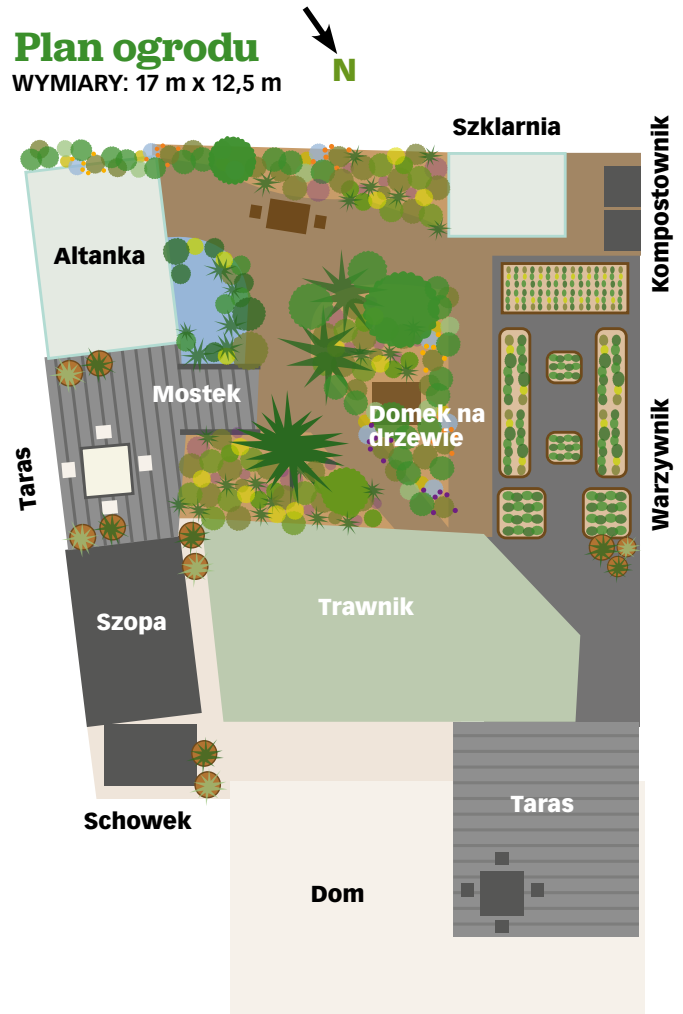 Plan ogrodu
WYMIARY: 17 m x 12,5 m
N
Szklarnia
Kompostownik
Altanka
Mostek
Domek na
drzewie
Taras
Warzywnik
Szopa
Trawnik
Schowek
Taras
Dom